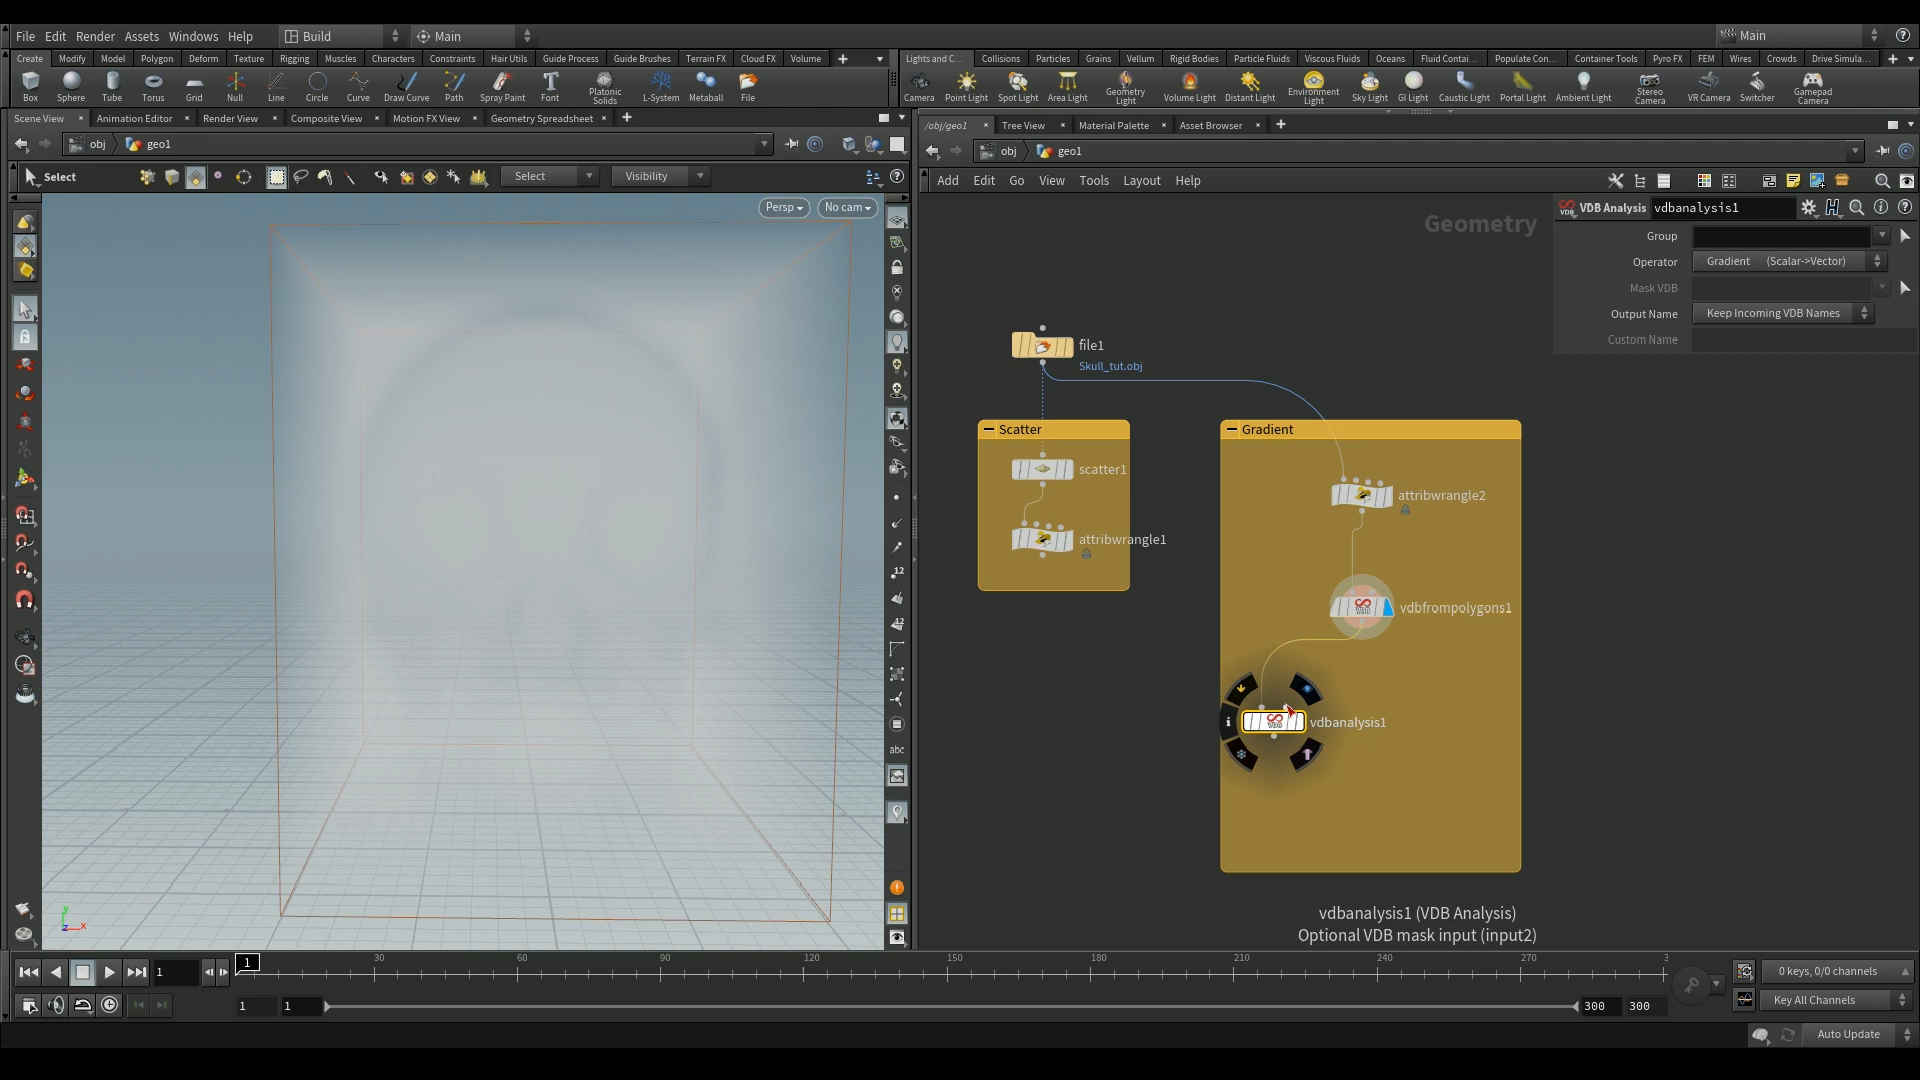 File Edit Render Assets Windows Help Build Main Main
Create Modify Model Polygon Deform Texture Rigging Muscles Characters Constraints Hair Utils Guide Process Guide Brushes Terrain FX Cloud FX Volume
Lights and C... Collisions Particles Grains Vellum Rigid Bodies Particle Fluids Viscous Fluids Oceans Fluid Contai... Populate Con... Container Tools Pyro FX FEM Wires Crowds Drive Simula...
Box Sphere Tube Torus Grid Null Line Circle Curve Draw Curve Path Spray Paint Font Platonic Solids L-System Metaball File
Camera Point Light Spot Light Area Light Geometry Light Volume Light Distant Light Environment Light Sky Light GI Light Caustic Light Portal Light Ambient Light Stereo Camera VR Camera Switcher Gamepad Camera
Scene View Animation Editor Render View Composite View Motion FX View Geometry Spreadsheet
/obj/geo1 Tree View Material Palette Asset Browser
obj geo1
obj geo1
Select Select Visibility
Add Edit Go View Tools Layout Help
Persp No cam
Geometry
VDB Analysis vdbanalysis1
Group
Operator Gradient (Scalar->Vector)
Mask VDB
Output Name Keep Incoming VDB Names
Custom Name
file1
Skull_tut.obj
Scatter
Gradient
scatter1
attribwrangle2
attribwrangle1
vdbfrompolygons1
VDB
vdbanalysis1
VDB
12
12
abc
y
x
z
vdbanalysis1 (VDB Analysis)
Optional VDB mask input (input2)
1 1 30 60 90 120 150 180 210 240 270 3
0 keys, 0/0 channels
1 1 300 300
Key All Channels
Auto Update